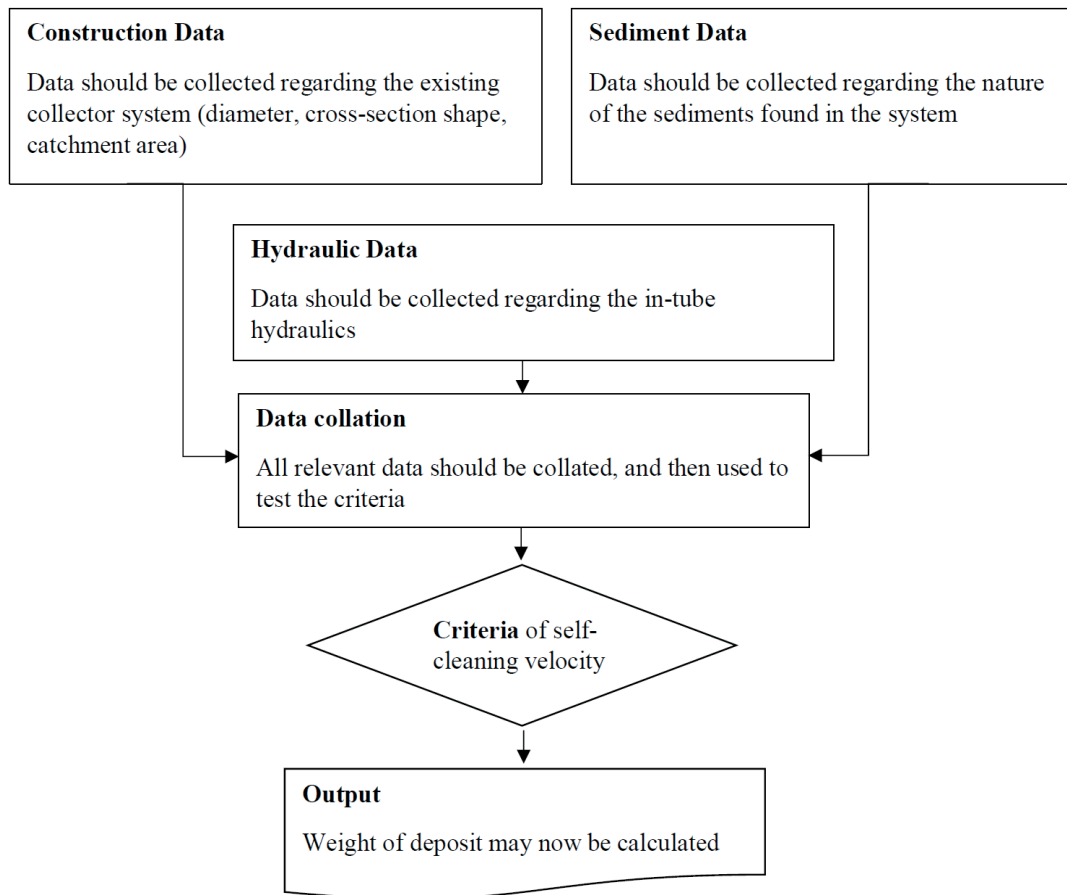 Construction Data
Data should be collected regarding the existing
collector system (diameter, cross-section shape,
catchment area)
Sediment Data
Data should be collected regarding the nature
of the sediments found in the system
Hydraulic Data
Data should be collected regarding the in-tube
hydraulics
Data collation
All relevant data should be collated, and then used to
test the criteria
Criteria of self-
cleaning velocity
Output
Weight of deposit may now be calculated